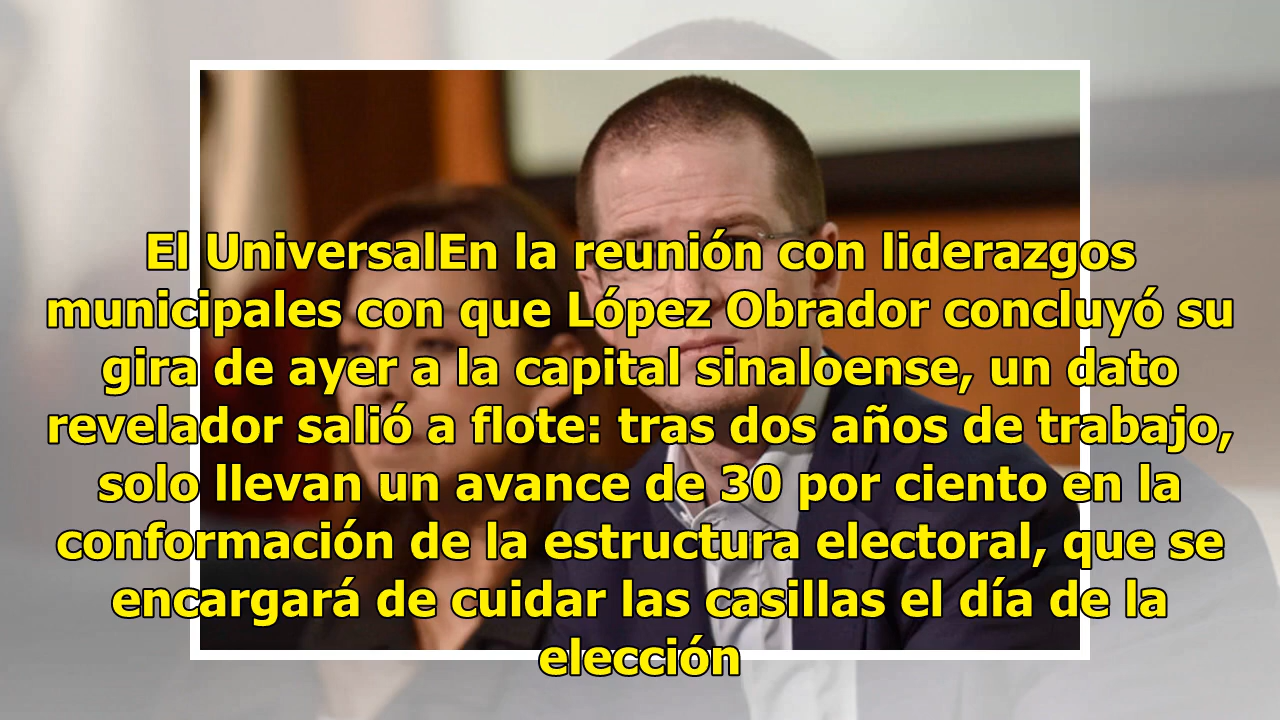 El UniversalEn la reunión con liderazgos
municipales con que López Obrador concluyó su
gira de ayer a la capital sinaloense, un dato
revelador salió a flote: tras dos años de trabajo,
solo llevan un avance de 30 por ciento en la
conformación de la estructura electoral, que se
encargará de cuidar las casillas el día de la
elección